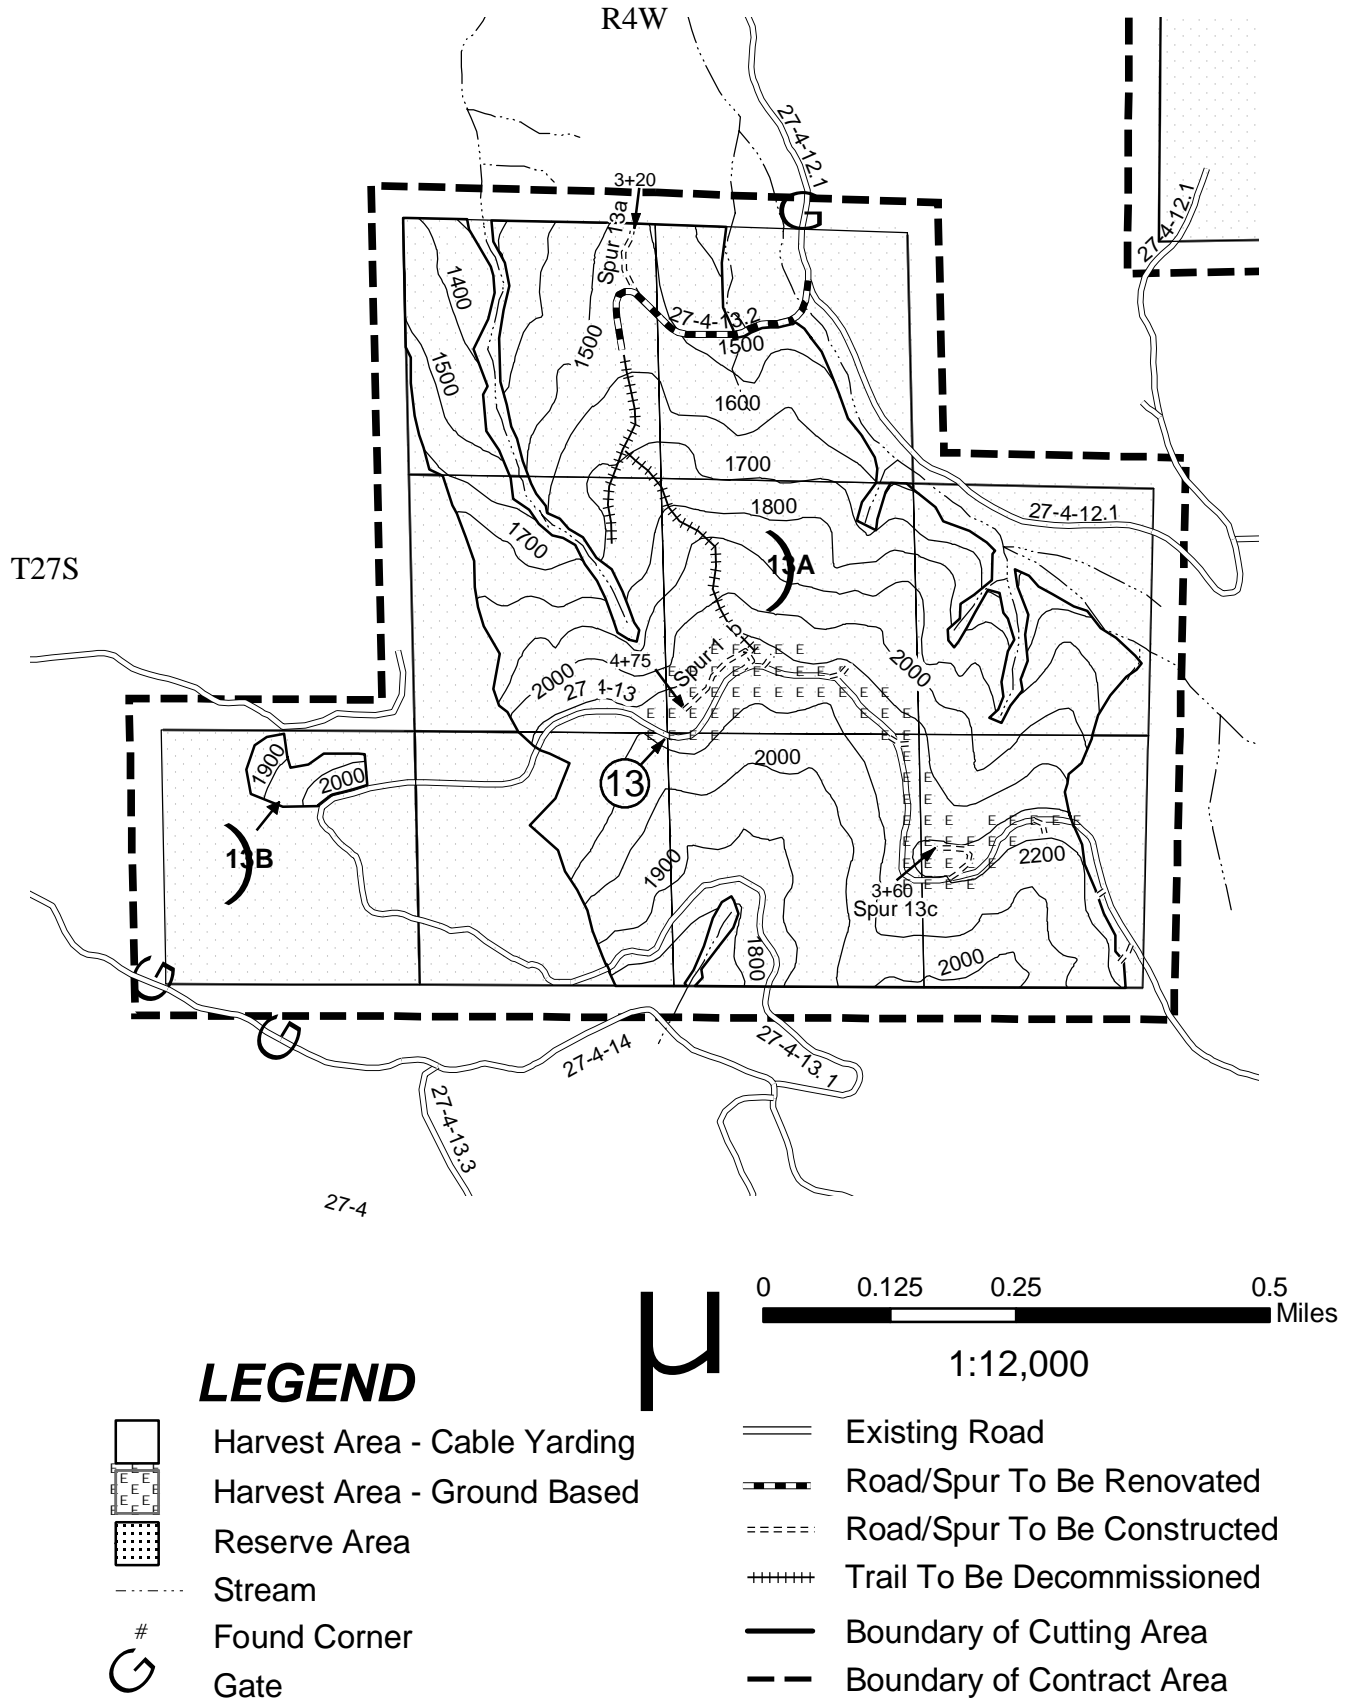 R4W
27-4-12.1
G
3+20
Spur 13a
27-4-12.1
1400
27-4-13.2
1500
1500
1500
1600
1700
1800
27-4-12.1
1700
13A
T27S
Spur 1
4+75
2000
2000
27 4-13
13
1900
2000
2000
13B
1900
2200
3+60
Spur 13c
1800
2000
G
G
27-4-14
27-4-13.1
27-4-13.3
27-4
0 0.125 0.25 0.5
Miles
1:12,000
LEGEND
Harvest Area - Cable Yarding
Harvest Area - Ground Based
Reserve Area
Stream
# Found Corner
G Gate
Existing Road
Road/Spur To Be Renovated
Road/Spur To Be Constructed
Trail To Be Decommissioned
Boundary of Cutting Area
Boundary of Contract Area